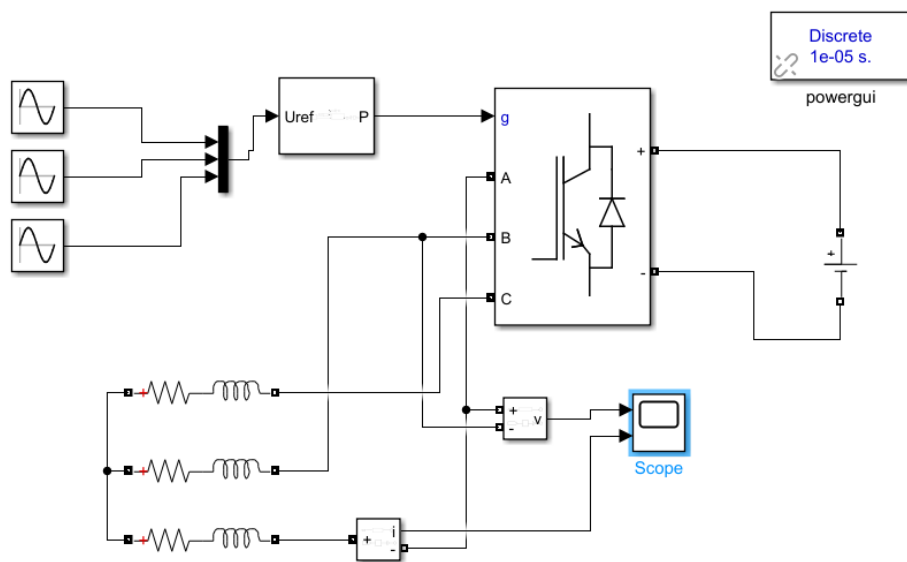 Discrete
1e-05 s.
powergui
Uref
P
g
A
B
C
+
-
+
+
-
v
Scope
+
+
+
+
i
-